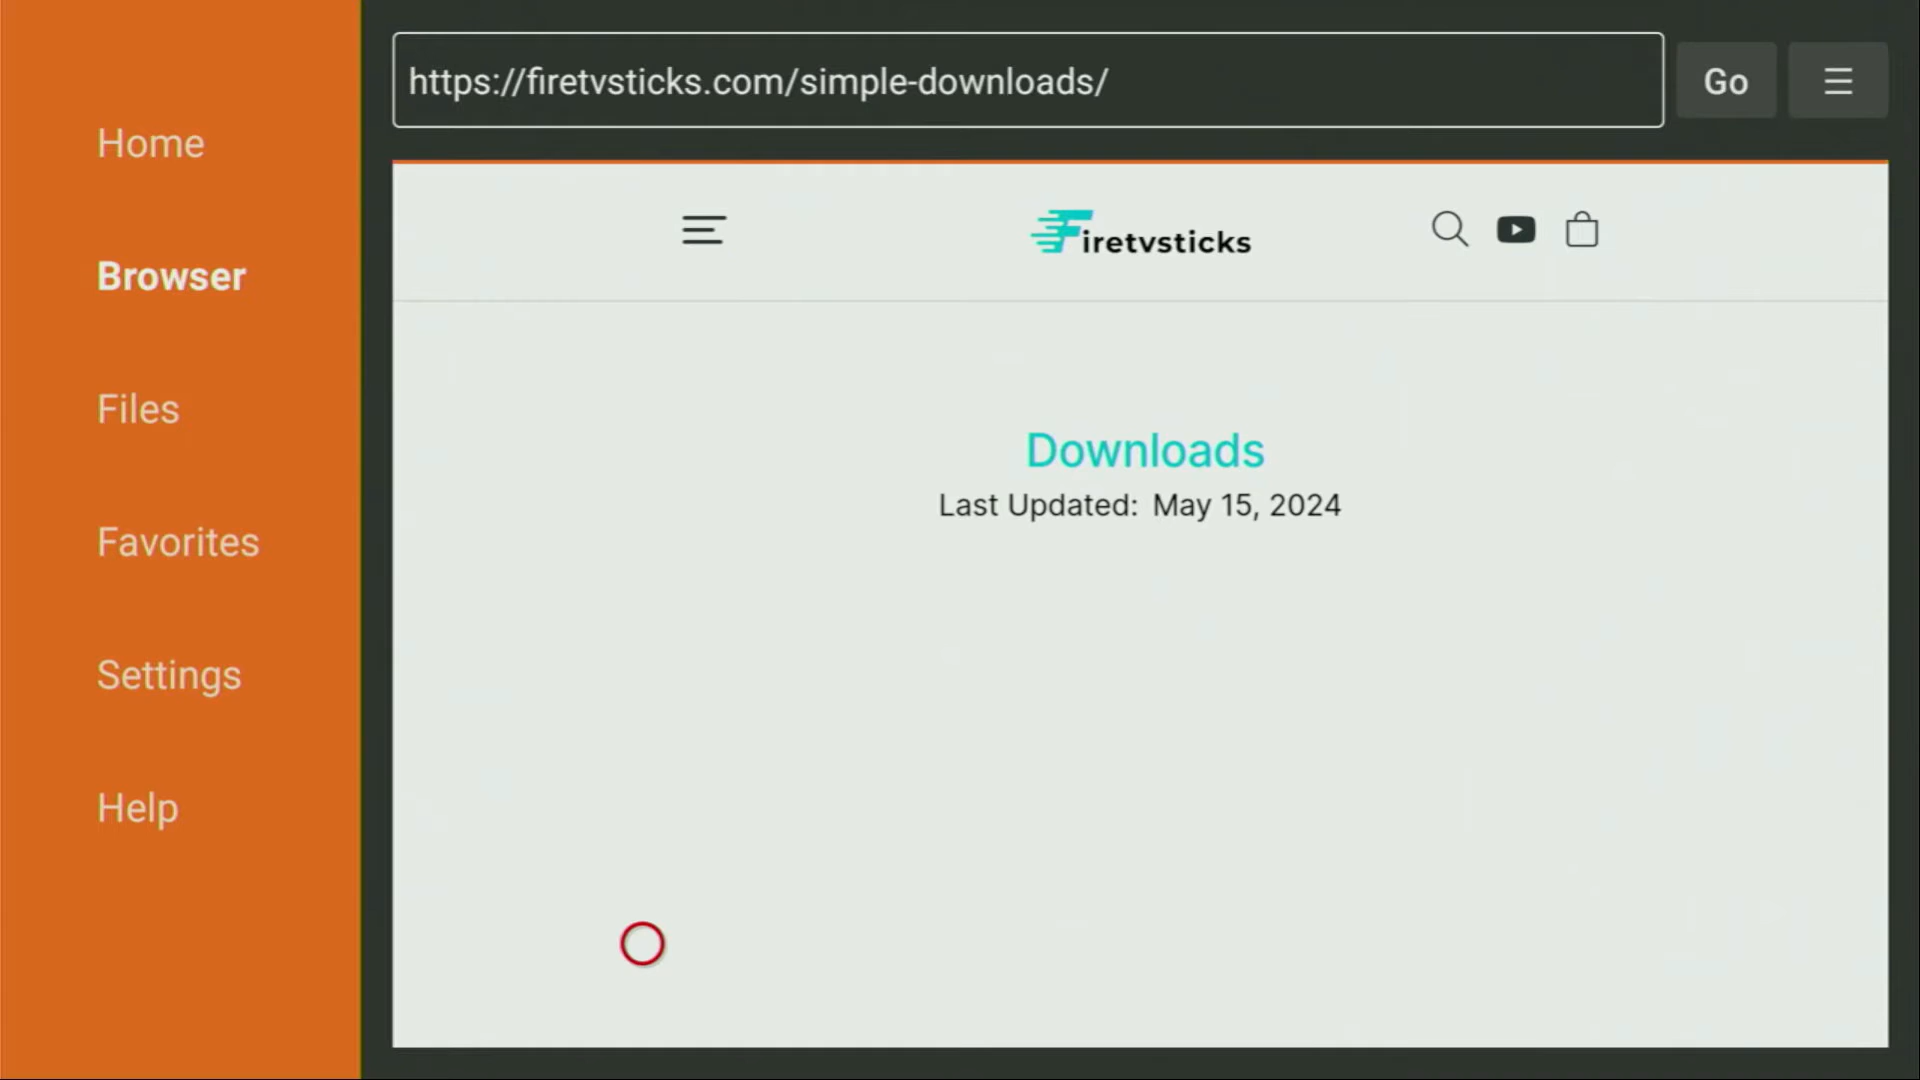 Home
Browser
Files
Favorites
Settings
Help
https://firetvsticks.com/simple-downloads/
Go
Firetvsticks
Downloads
Last Updated: May 15, 2024